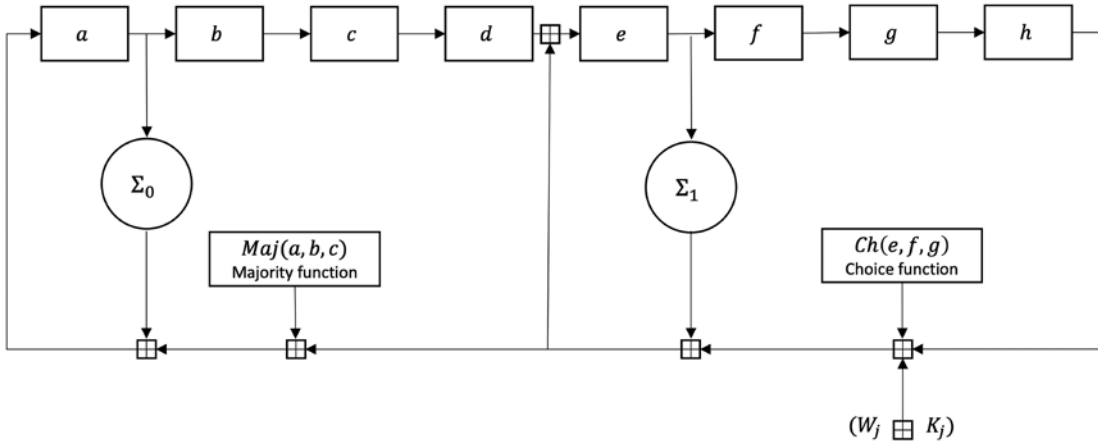 a
b
c
d
e
f
g
h
Σ₀
Σ₁
Maj(a, b, c)
Majority function
Ch(e, f, g)
Choice function
(Wⱼ ⊞ Kⱼ)